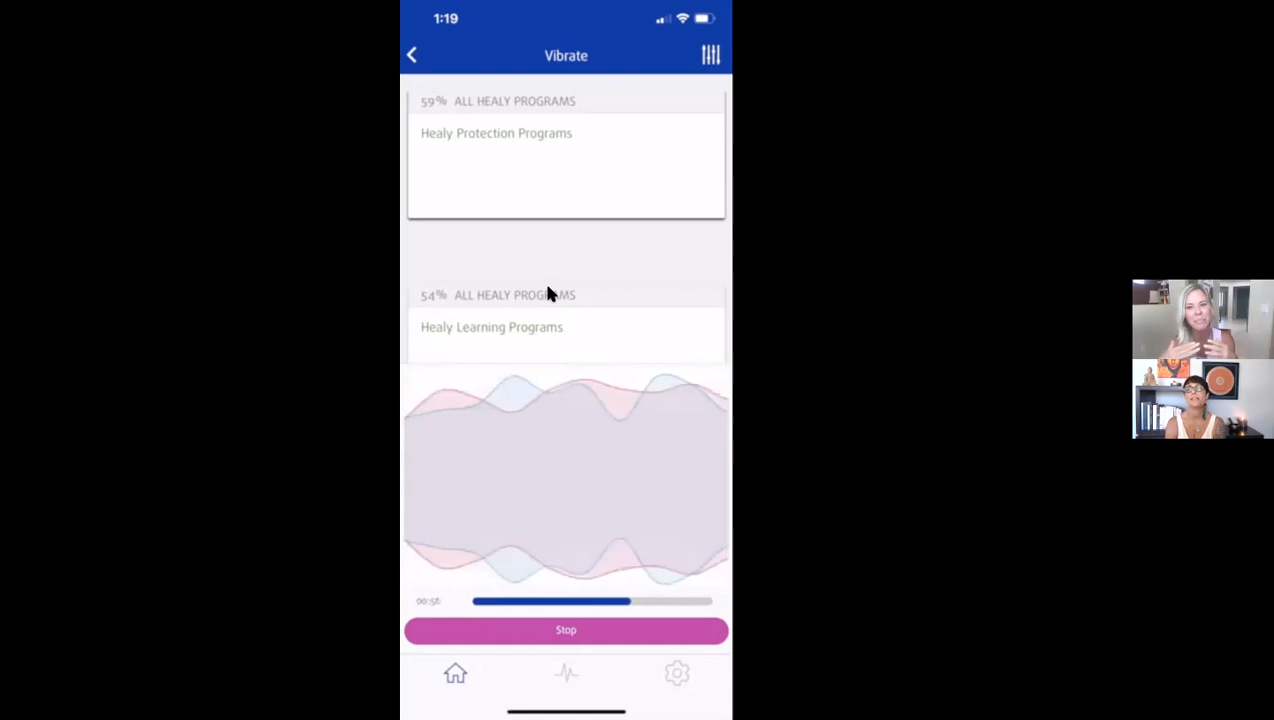 1:19
Vibrate
59% ALL HEALY PROGRAMS
Healy Protection Programs
54% ALL HEALY PROGRAMS
Healy Learning Programs
Stop